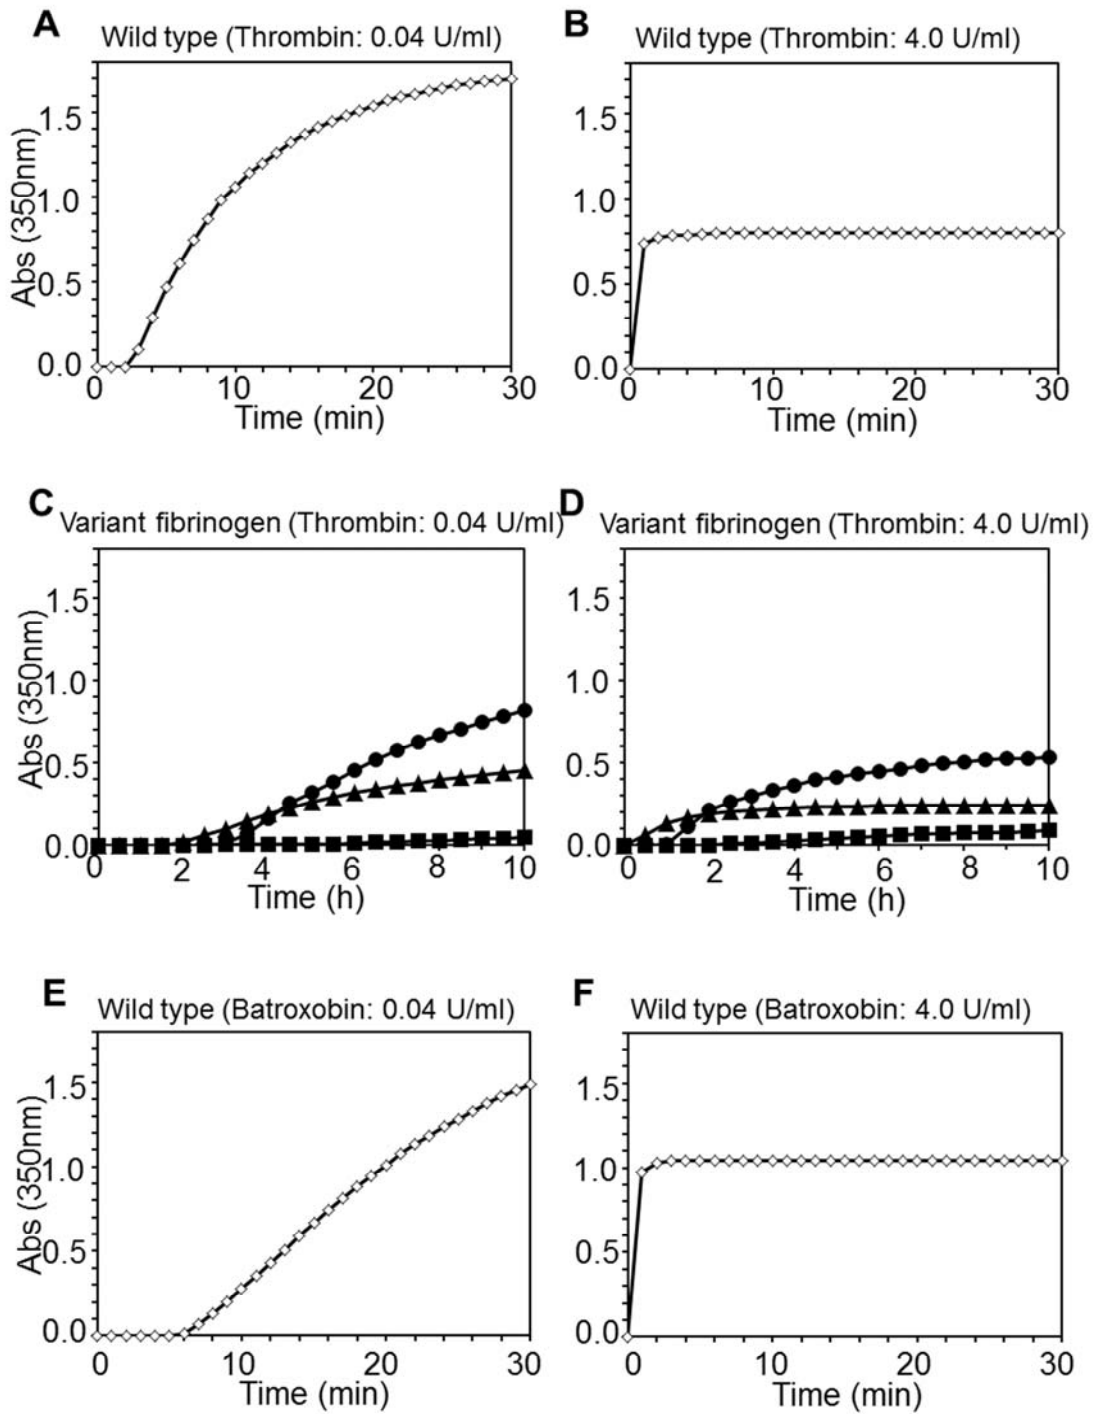 A Wild type (Thrombin: 0.04 U/ml)
B Wild type (Thrombin: 4.0 U/ml)
Abs (350nm)
1.5
1.0
0.5
0.0
0 10 20 30
Time (min)
1.5
1.0
0.5
0.0
0 10 20 30
Time (min)
C Variant fibrinogen (Thrombin: 0.04 U/ml)
D Variant fibrinogen (Thrombin: 4.0 U/ml)
Abs (350nm)
1.5
1.0
0.5
0.0
0 2 4 6 8 10
Time (h)
1.5
1.0
0.5
0.0
0 2 4 6 8 10
Time (h)
E Wild type (Batroxobin: 0.04 U/ml)
F Wild type (Batroxobin: 4.0 U/ml)
Abs (350nm)
1.5
1.0
0.5
0.0
0 10 20 30
Time (min)
1.5
1.0
0.5
0.0
0 10 20 30
Time (min)